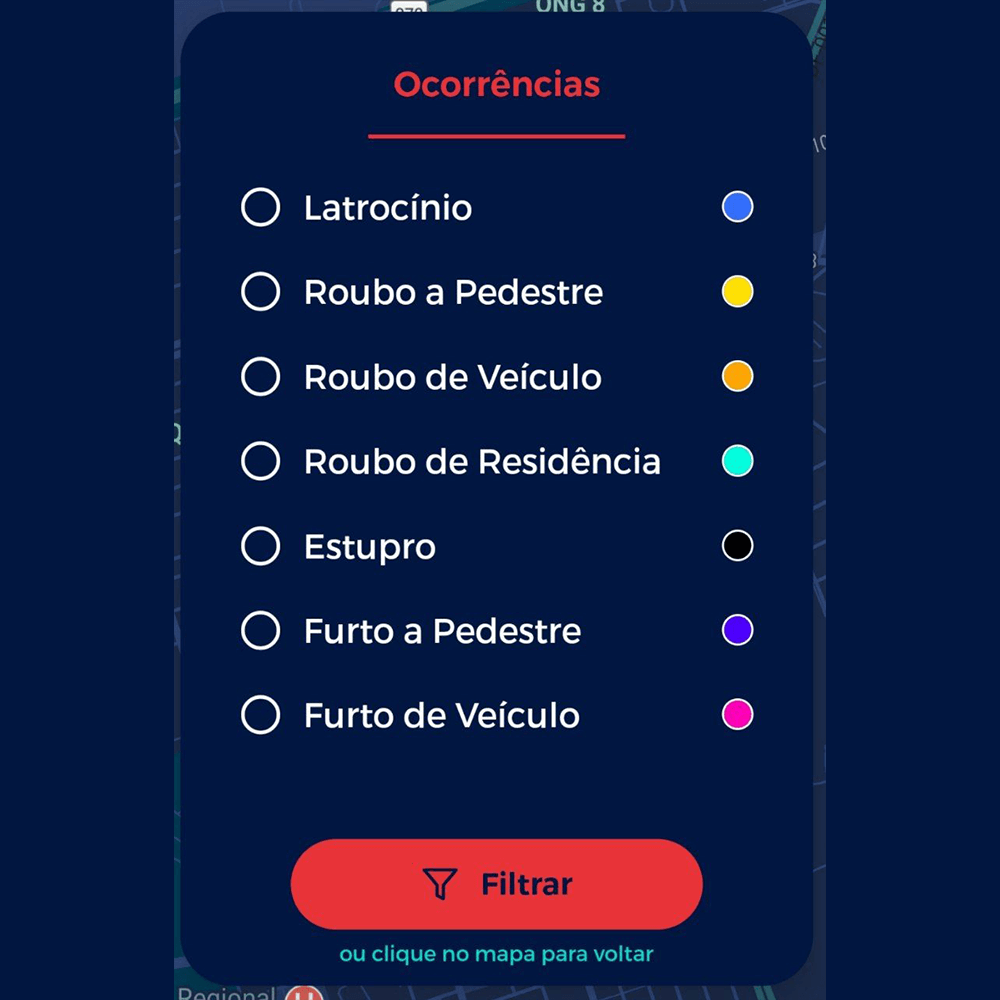 ONG 8
Ocorrências
Latrocínio
Roubo a Pedestre
Roubo de Veículo
Roubo de Residência
Estupro
Furto a Pedestre
Furto de Veículo
Filtrar
ou clique no mapa para voltar
Regional
H